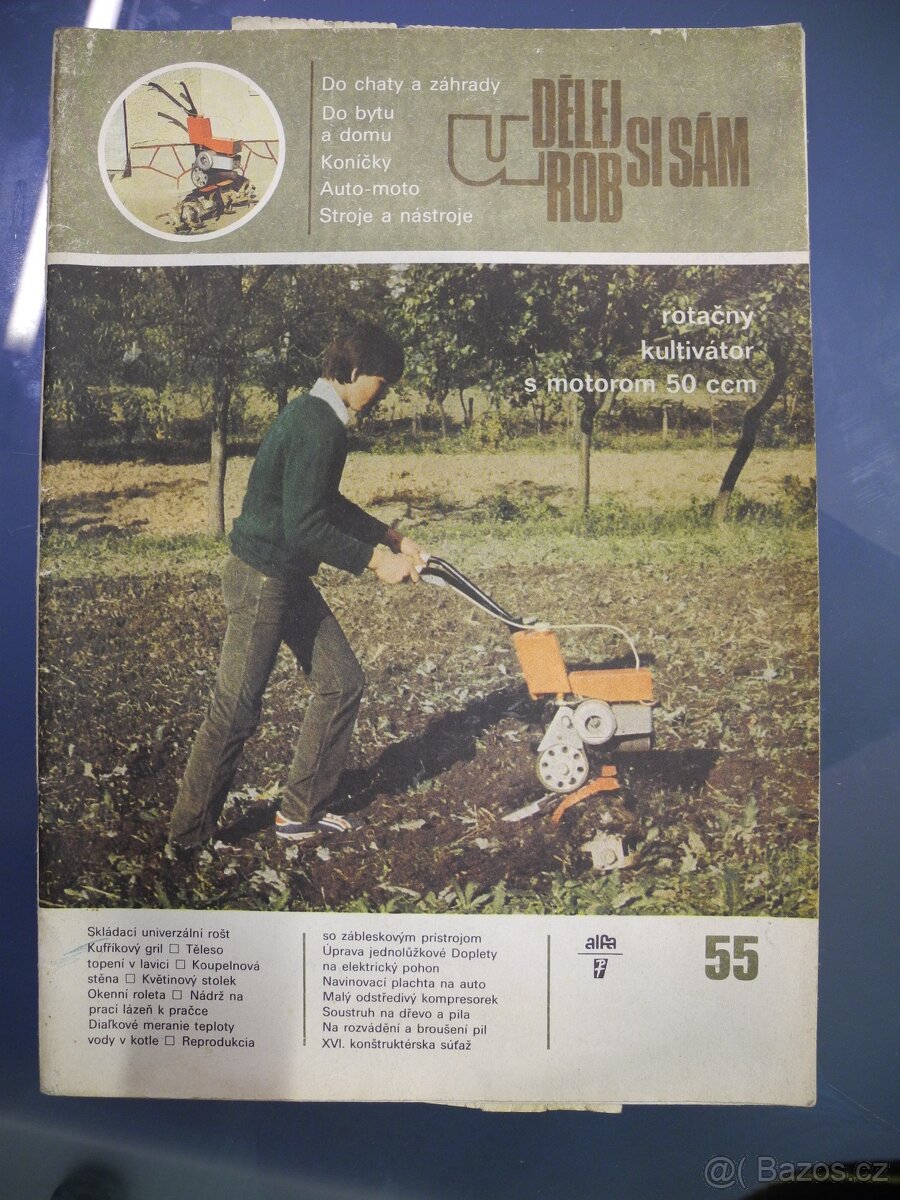 Do chaty a záhrady
Do bytu
a domu
Koníčky
Auto-moto
Stroje a nástroje
U DĚLEJ
ROB SI SÁM
rotačny
kultivátor
s motorom 50 ccm
Skládací univerzální rošt
Kufříkový gril □ Těleso
topení v lavici □ Koupelnová
stěna □ Květinový stolek
Okenní roleta □ Nádrž na
prací lázeň k pračce
Diaľkové meranie teploty
vody v kotle □ Reprodukcia
so zábleskovým prístrojom
Úprava jednolůžkové Doplety
na elektrický pohon
Navinovací plachta na auto
Malý odstředivý kompresorek
Soustruh na dřevo a pila
Na rozvádění a broušení pil
XVI. konštruktérska súťaž
alfa
55
@( Bazos.cz